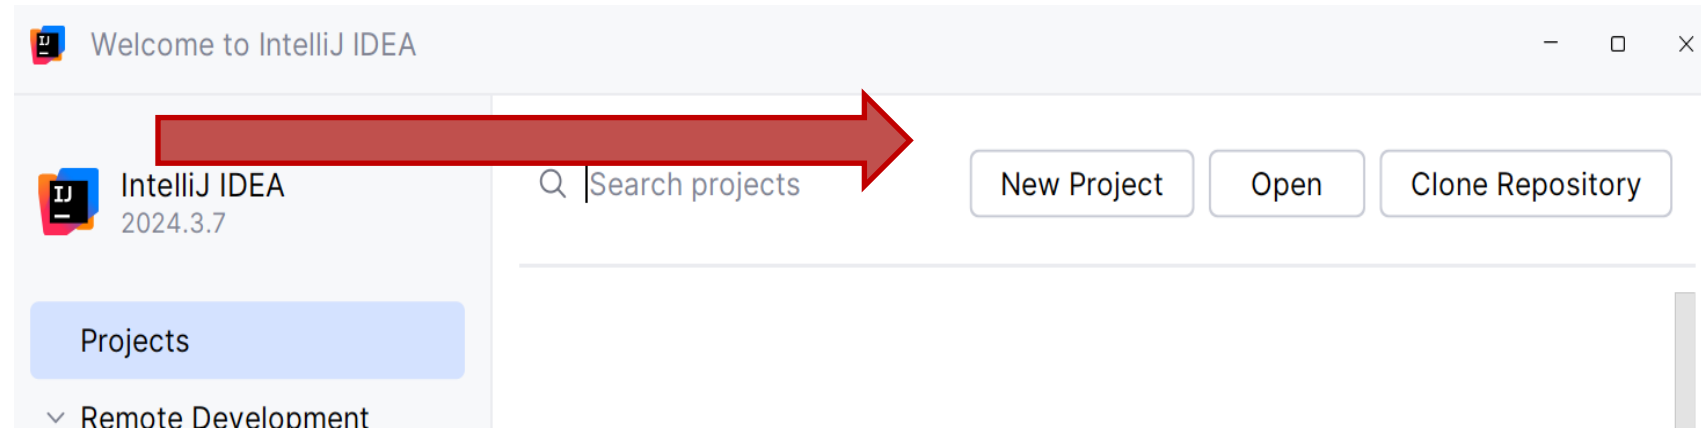 Welcome to IntelliJ IDEA
IJ
IntelliJ IDEA
2024.3.7
Search projects
New Project
Open
Clone Repository
Projects
Remote Development